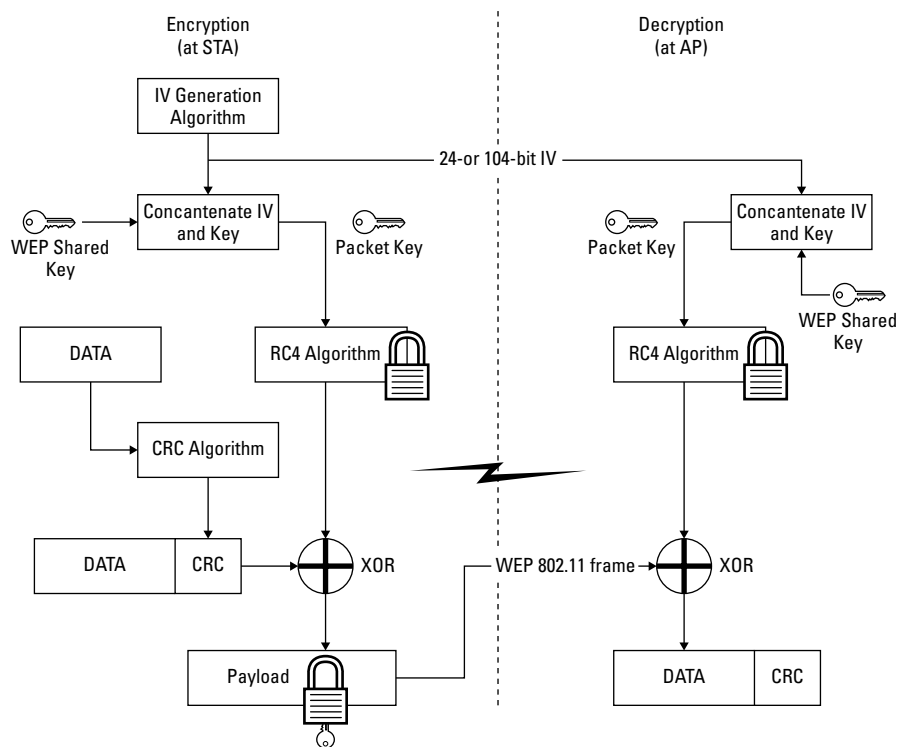 Encryption
(at STA)
Decryption
(at AP)
IV Generation
Algorithm
24-or 104-bit IV
Concantenate IV
and Key
WEP Shared
Key
Packet Key
Packet Key
Concantenate IV
and Key
WEP Shared
Key
DATA
RC4 Algorithm
RC4 Algorithm
CRC Algorithm
DATA
CRC
XOR
WEP 802.11 frame
XOR
Payload
DATA
CRC